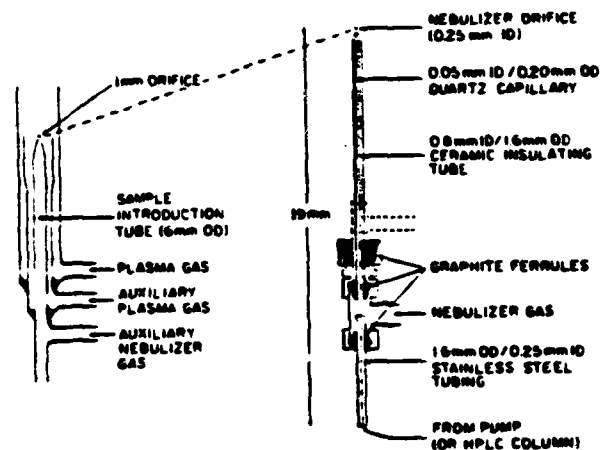 1mm ORIFICE
SAMPLE
INTRODUCTION
TUBE (6mm OD)
PLASMA GAS
AUXILIARY
PLASMA GAS
AUXILIARY
NEBULIZER
GAS
NEBULIZER ORIFICE
(0.25mm ID)
0.05mm ID/0.20mm OD
QUARTZ CAPILLARY
0.8mm ID/1.6mm OD
CERAMIC INSULATING
TUBE
mm
GRAPHITE FERRULES
NEBULIZER GAS
1.6mm OD/0.25mm ID
STAINLESS STEEL
TUBING
FROM PUMP
(OR HPLC COLUMN)